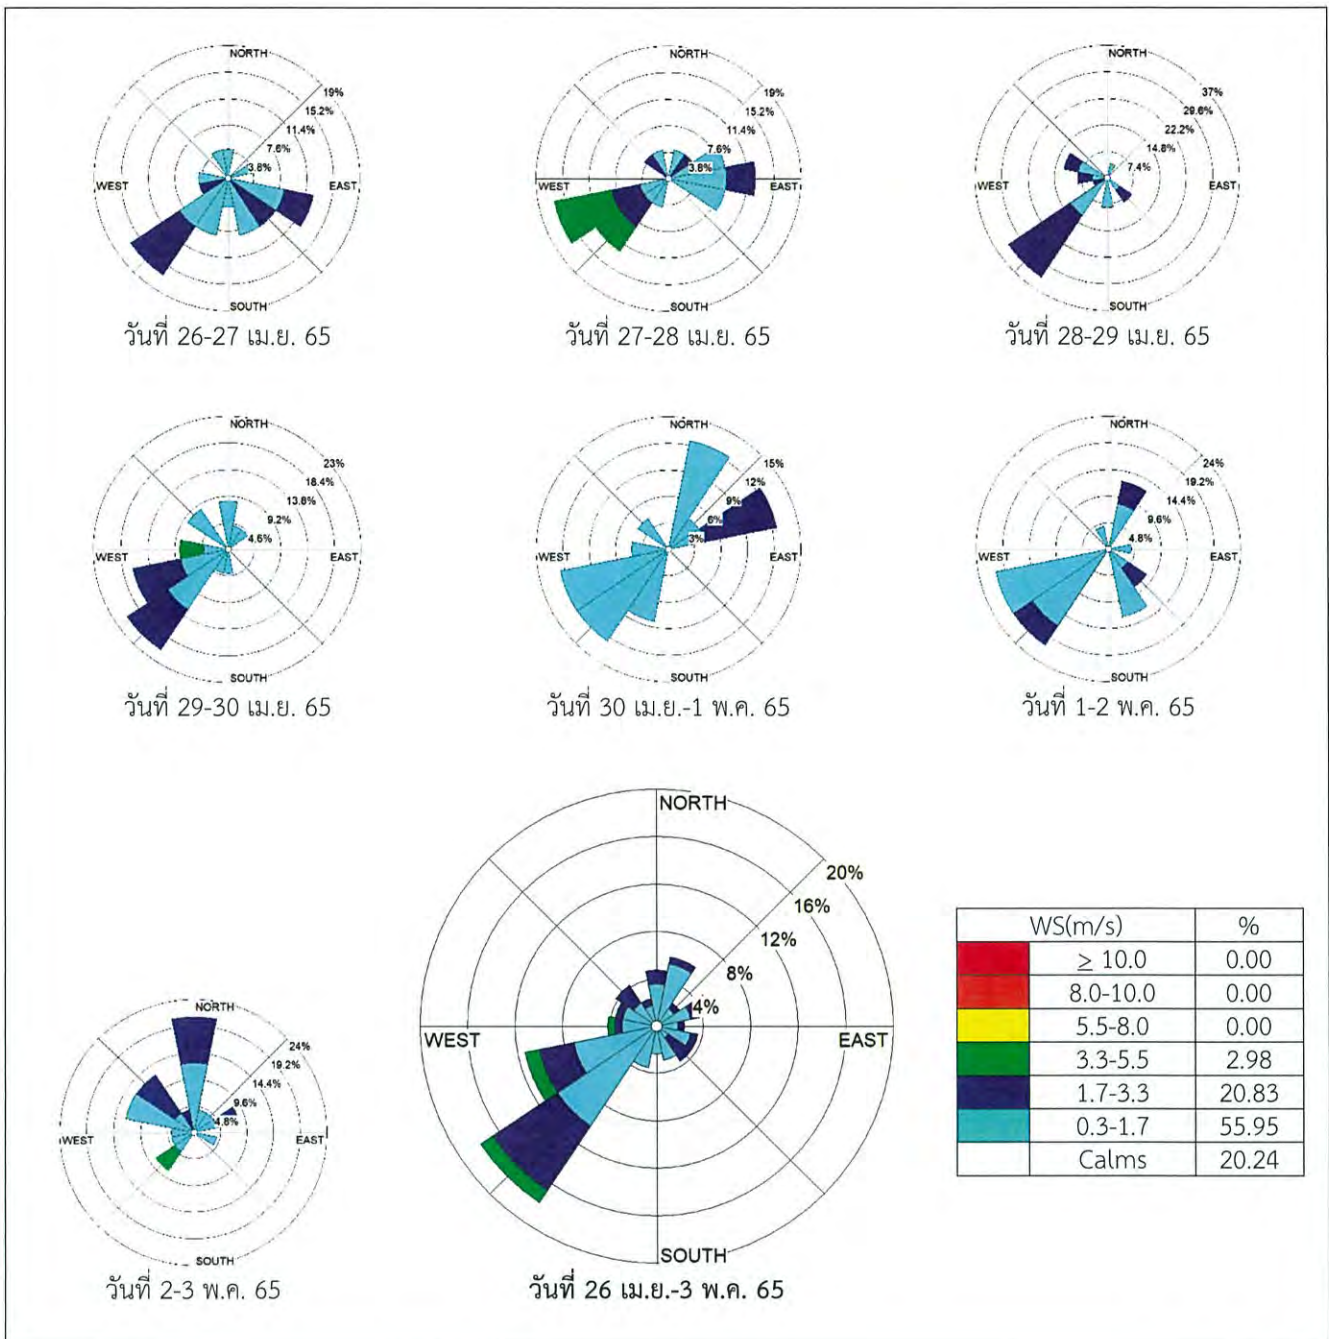 NORTH
19%
15.2%
11.4%
7.6%
3.8%
WEST
EAST
SOUTH
วันที่ 26-27 เม.ย. 65
NORTH
19%
15.2%
11.4%
7.6%
3.8%
WEST
EAST
SOUTH
วันที่ 27-28 เม.ย. 65
NORTH
37%
29.6%
22.2%
14.8%
7.4%
WEST
EAST
SOUTH
วันที่ 28-29 เม.ย. 65
NORTH
23%
18.4%
13.8%
9.2%
4.6%
WEST
EAST
SOUTH
วันที่ 29-30 เม.ย. 65
NORTH
15%
12%
9%
6%
3%
WEST
EAST
SOUTH
วันที่ 30 เม.ย.-1 พ.ค. 65
NORTH
24%
19.2%
14.4%
9.6%
4.8%
WEST
EAST
SOUTH
วันที่ 1-2 พ.ค. 65
NORTH
24%
19.2%
14.4%
9.6%
4.8%
WEST
EAST
SOUTH
วันที่ 2-3 พ.ค. 65
NORTH
20%
16%
12%
8%
4%
WEST
EAST
SOUTH
วันที่ 26 เม.ย.-3 พ.ค. 65
WS(m/s) %
≥ 10.0 0.00
8.0-10.0 0.00
5.5-8.0 0.00
3.3-5.5 2.98
1.7-3.3 20.83
0.3-1.7 55.95
Calms 20.24